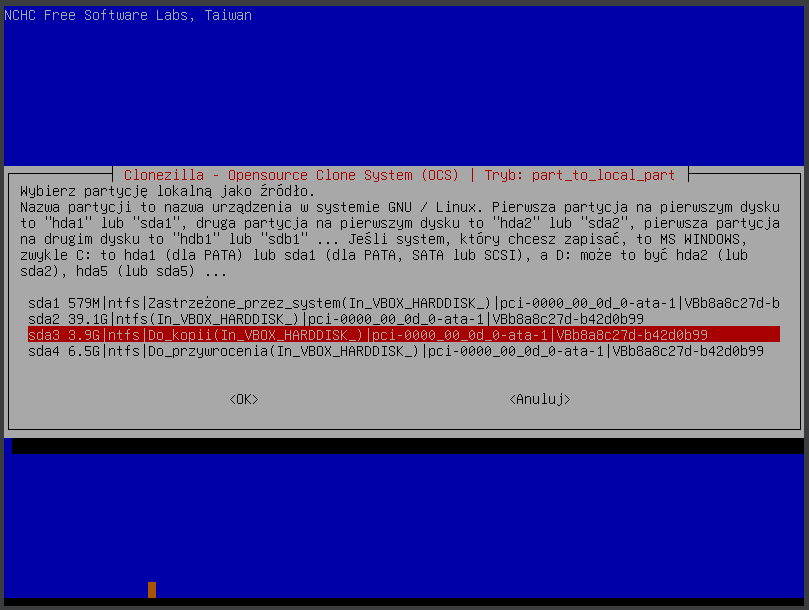 NCHC Free Software Labs, Taiwan
Clonezilla - Opensource Clone System (OCS) | Tryb: part_to_local_part
Wybierz partycję lokalną jako źródło.
Nazwa partycji to nazwa urządzenia w systemie GNU / Linux. Pierwsza partycja na pierwszym dysku
to "hda1" lub "sda1", druga partycja na pierwszym dysku to "hda2" lub "sda2", pierwsza partycja
na drugim dysku to "hdb1" lub "sdb1" ... Jeśli system, który chcesz zapisać, to MS WINDOWS,
zwykle C: to hda1 (dla PATA) lub sda1 (dla PATA, SATA lub SCSI), a D: może to być hda2 (lub
sda2), hda5 (lub sda5) ...
sda1 579M|ntfs|Zastrzeżone_przez_system(In_VBOX_HARDDISK_)|pci-0000_00_0d_0-ata-1|VBb8a8c27d-b
sda2 39.1G|ntfs(In_VBOX_HARDDISK_)|pci-0000_00_0d_0-ata-1|VBb8a8c27d-b42d0b99
sda3 3.9G|ntfs|Do_kopii(In_VBOX_HARDDISK_)|pci-0000_00_0d_0-ata-1|VBb8a8c27d-b42d0b99
sda4 6.5G|ntfs|Do_przywrocenia(In_VBOX_HARDDISK_)|pci-0000_00_0d_0-ata-1|VBb8a8c27d-b42d0b99
<OK> <Anuluj>